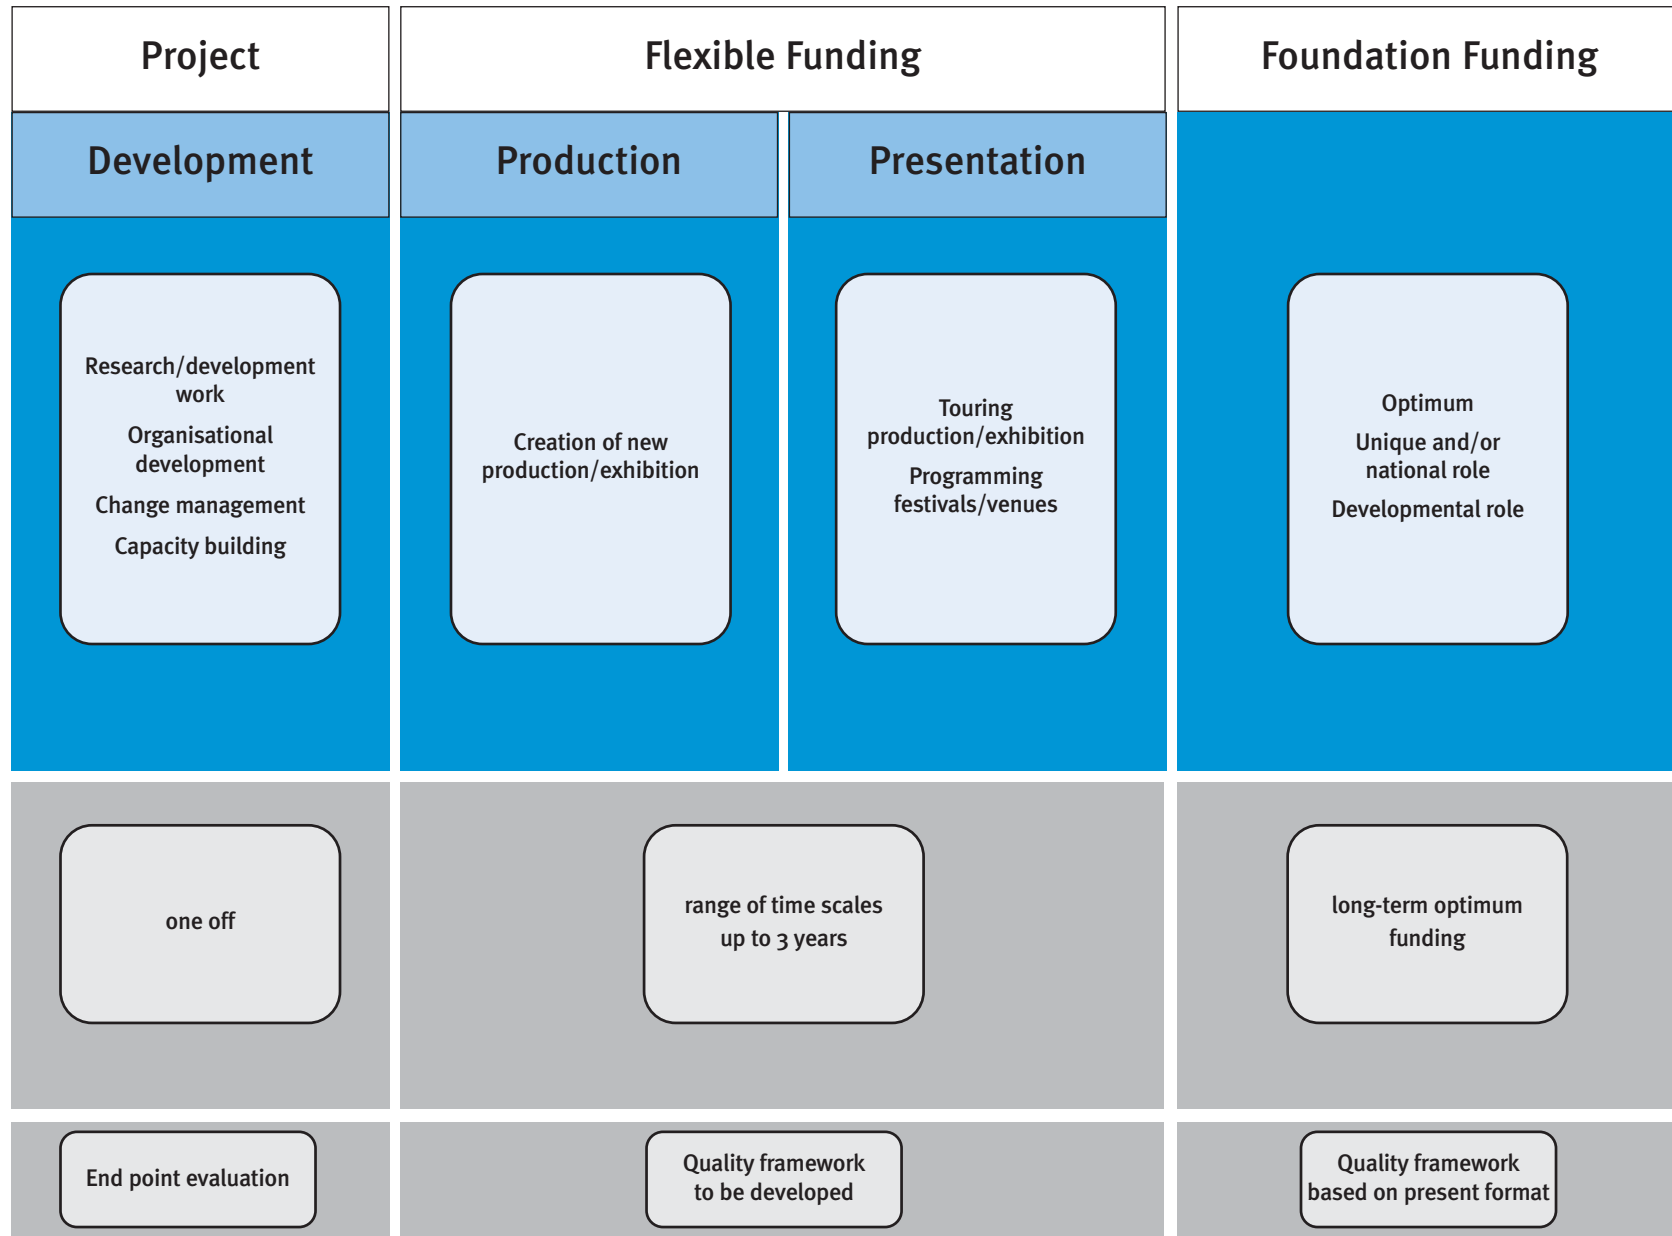 Project
Flexible Funding
Foundation Funding
Development
Production
Presentation
Research/development
work
Organisational
development
Change management
Capacity building
Creation of new
production/exhibition
Touring
production/exhibition
Programming
festivals/venues
Optimum
Unique and/or
national role
Developmental role
one off
range of time scales
up to 3 years
long-term optimum
funding
End point evaluation
Quality framework
to be developed
Quality framework
based on present format